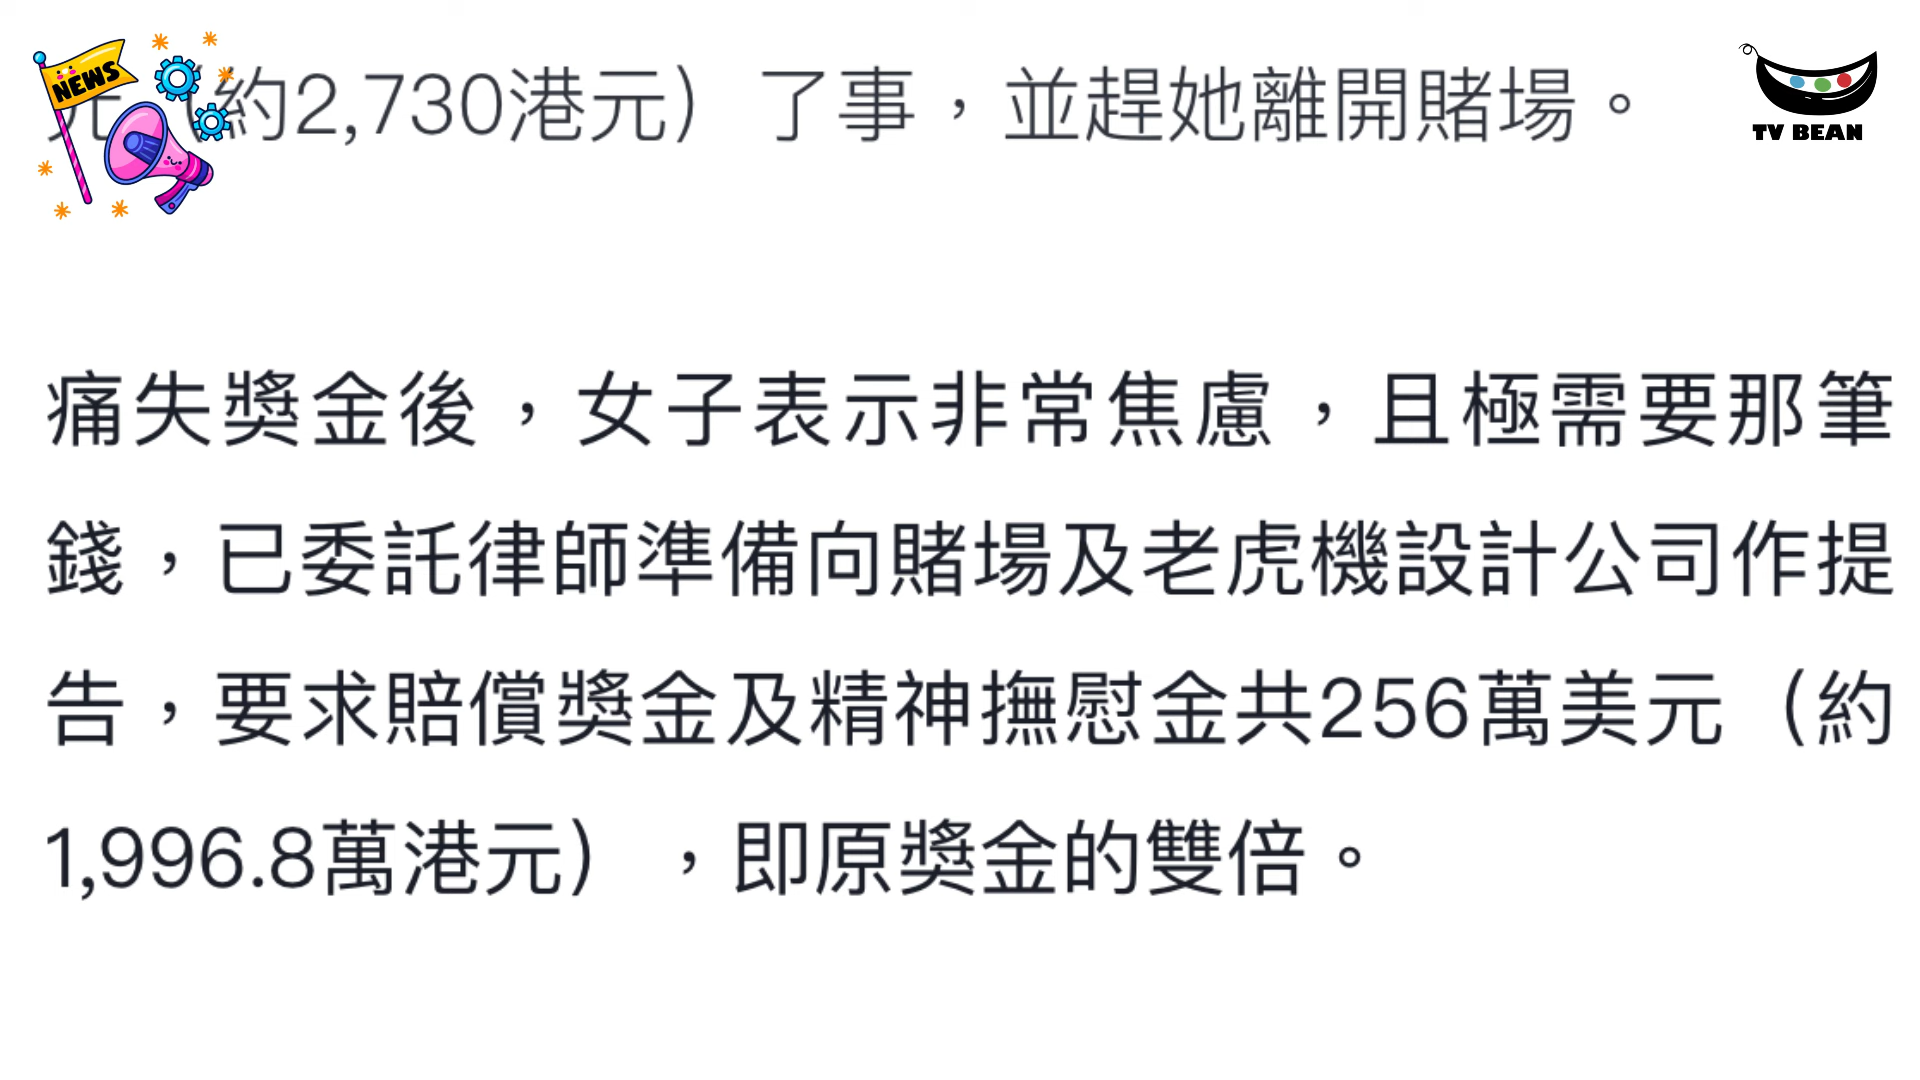 NEWS
元（約2,730港元）了事，並趕她離開賭場。
TV BEAN
痛失獎金後，女子表示非常焦慮，且極需要那筆
錢，已委託律師準備向賭場及老虎機設計公司作提
告，要求賠償獎金及精神撫慰金共256萬美元（約
1,996.8萬港元），即原獎金的雙倍。